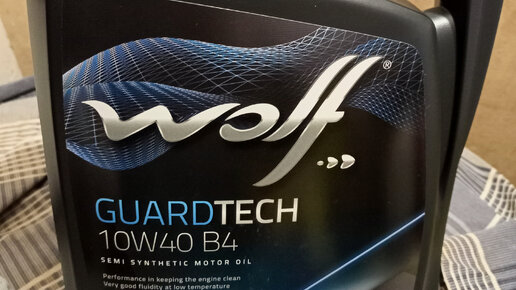 wolf®
GUARDTECH
10W40 B4
SEMI SYNTHETIC MOTOR OIL
Performance in keeping the engine clean
Very good fluidity at low temperature